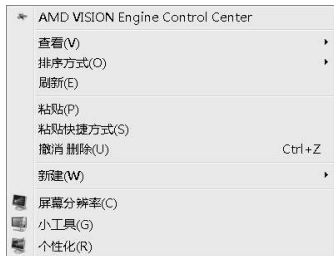 AMD VISION Engine Control Center
查看(V)
排序方式(O)
刷新(E)
粘贴(P)
粘贴快捷方式(S)
撤消 删除(U) Ctrl+Z
新建(W)
屏幕分辨率(C)
小工具(G)
个性化(R)